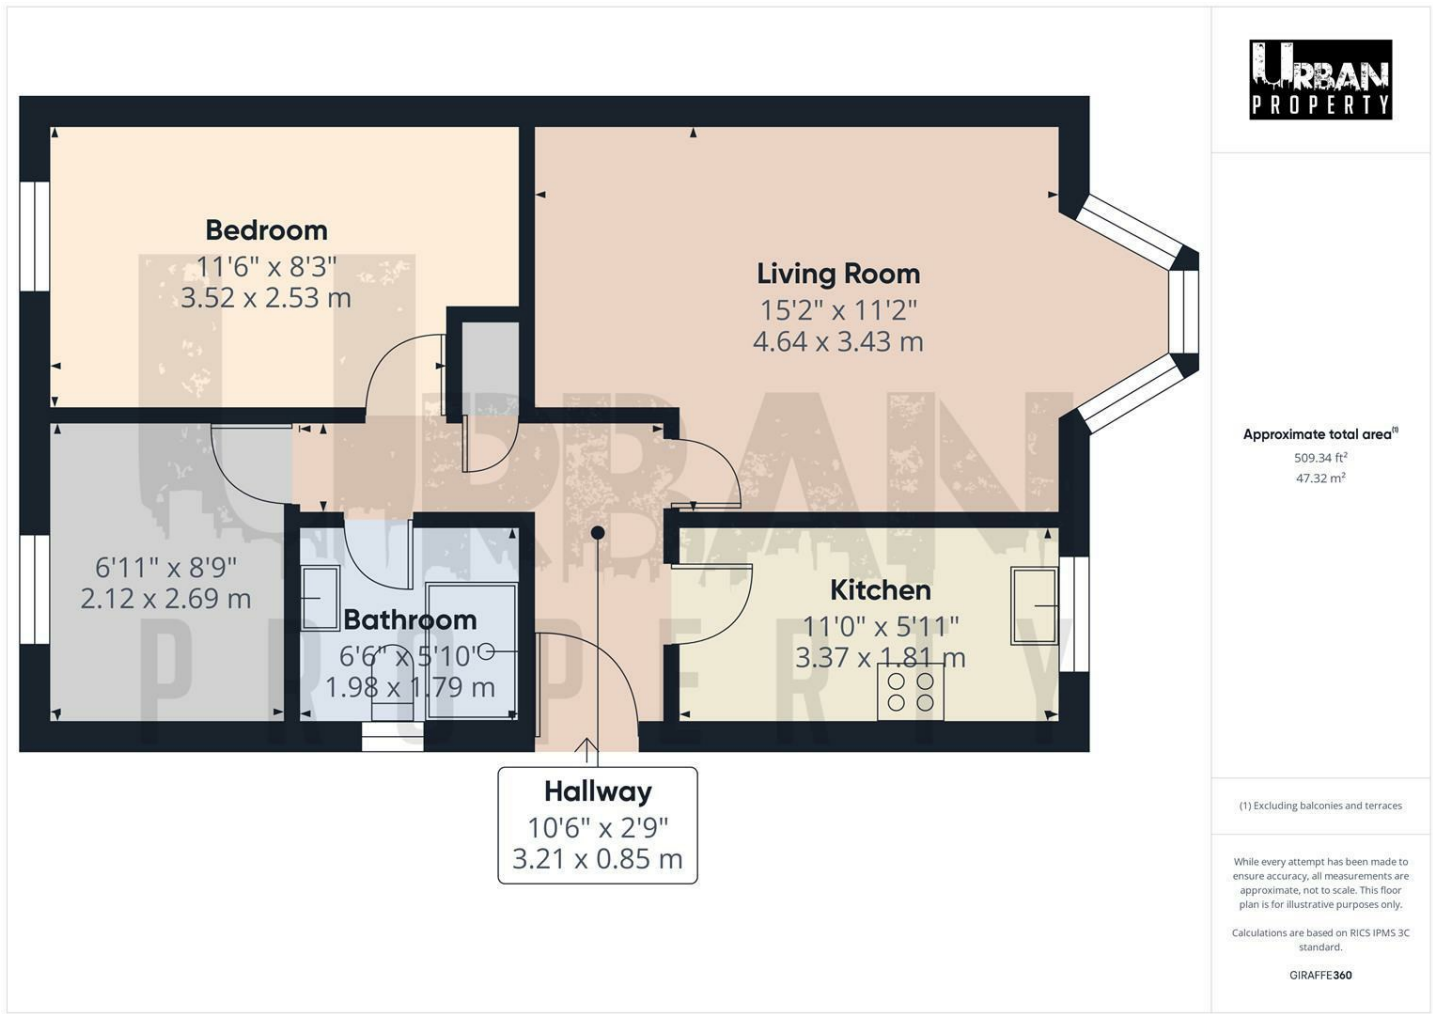 URBAN
PROPERTY
Bedroom
11'6" x 8'3"
3.52 x 2.53 m
Living Room
15'2" x 11'2"
4.64 x 3.43 m
6'11" x 8'9"
2.12 x 2.69 m
Bathroom
6'6" x 5'10"
1.98 x 1.79 m
Kitchen
11'0" x 5'11"
3.37 x 1.81 m
Hallway
10'6" x 2'9"
3.21 x 0.85 m
URBAN
PROPERTY
Approximate total area(1)
509.34 ft²
47.32 m²
(1) Excluding balconies and terraces
While every attempt has been made to
ensure accuracy, all measurements are
approximate, not to scale. This floor
plan is for illustrative purposes only.
Calculations are based on RICS IPMS 3C
standard.
GIRAFFE360